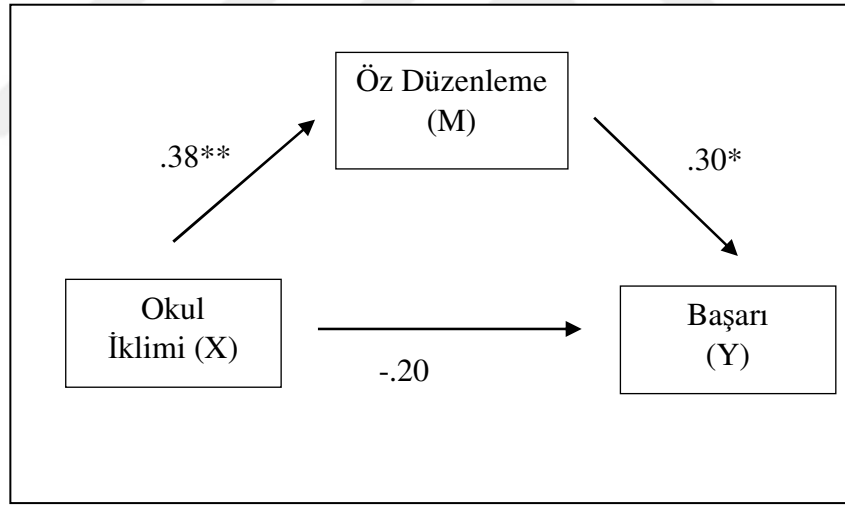 Öz Düzenleme
(M)
.38**
.30*
Okul
İklimi (X)
-.20
Başarı
(Y)